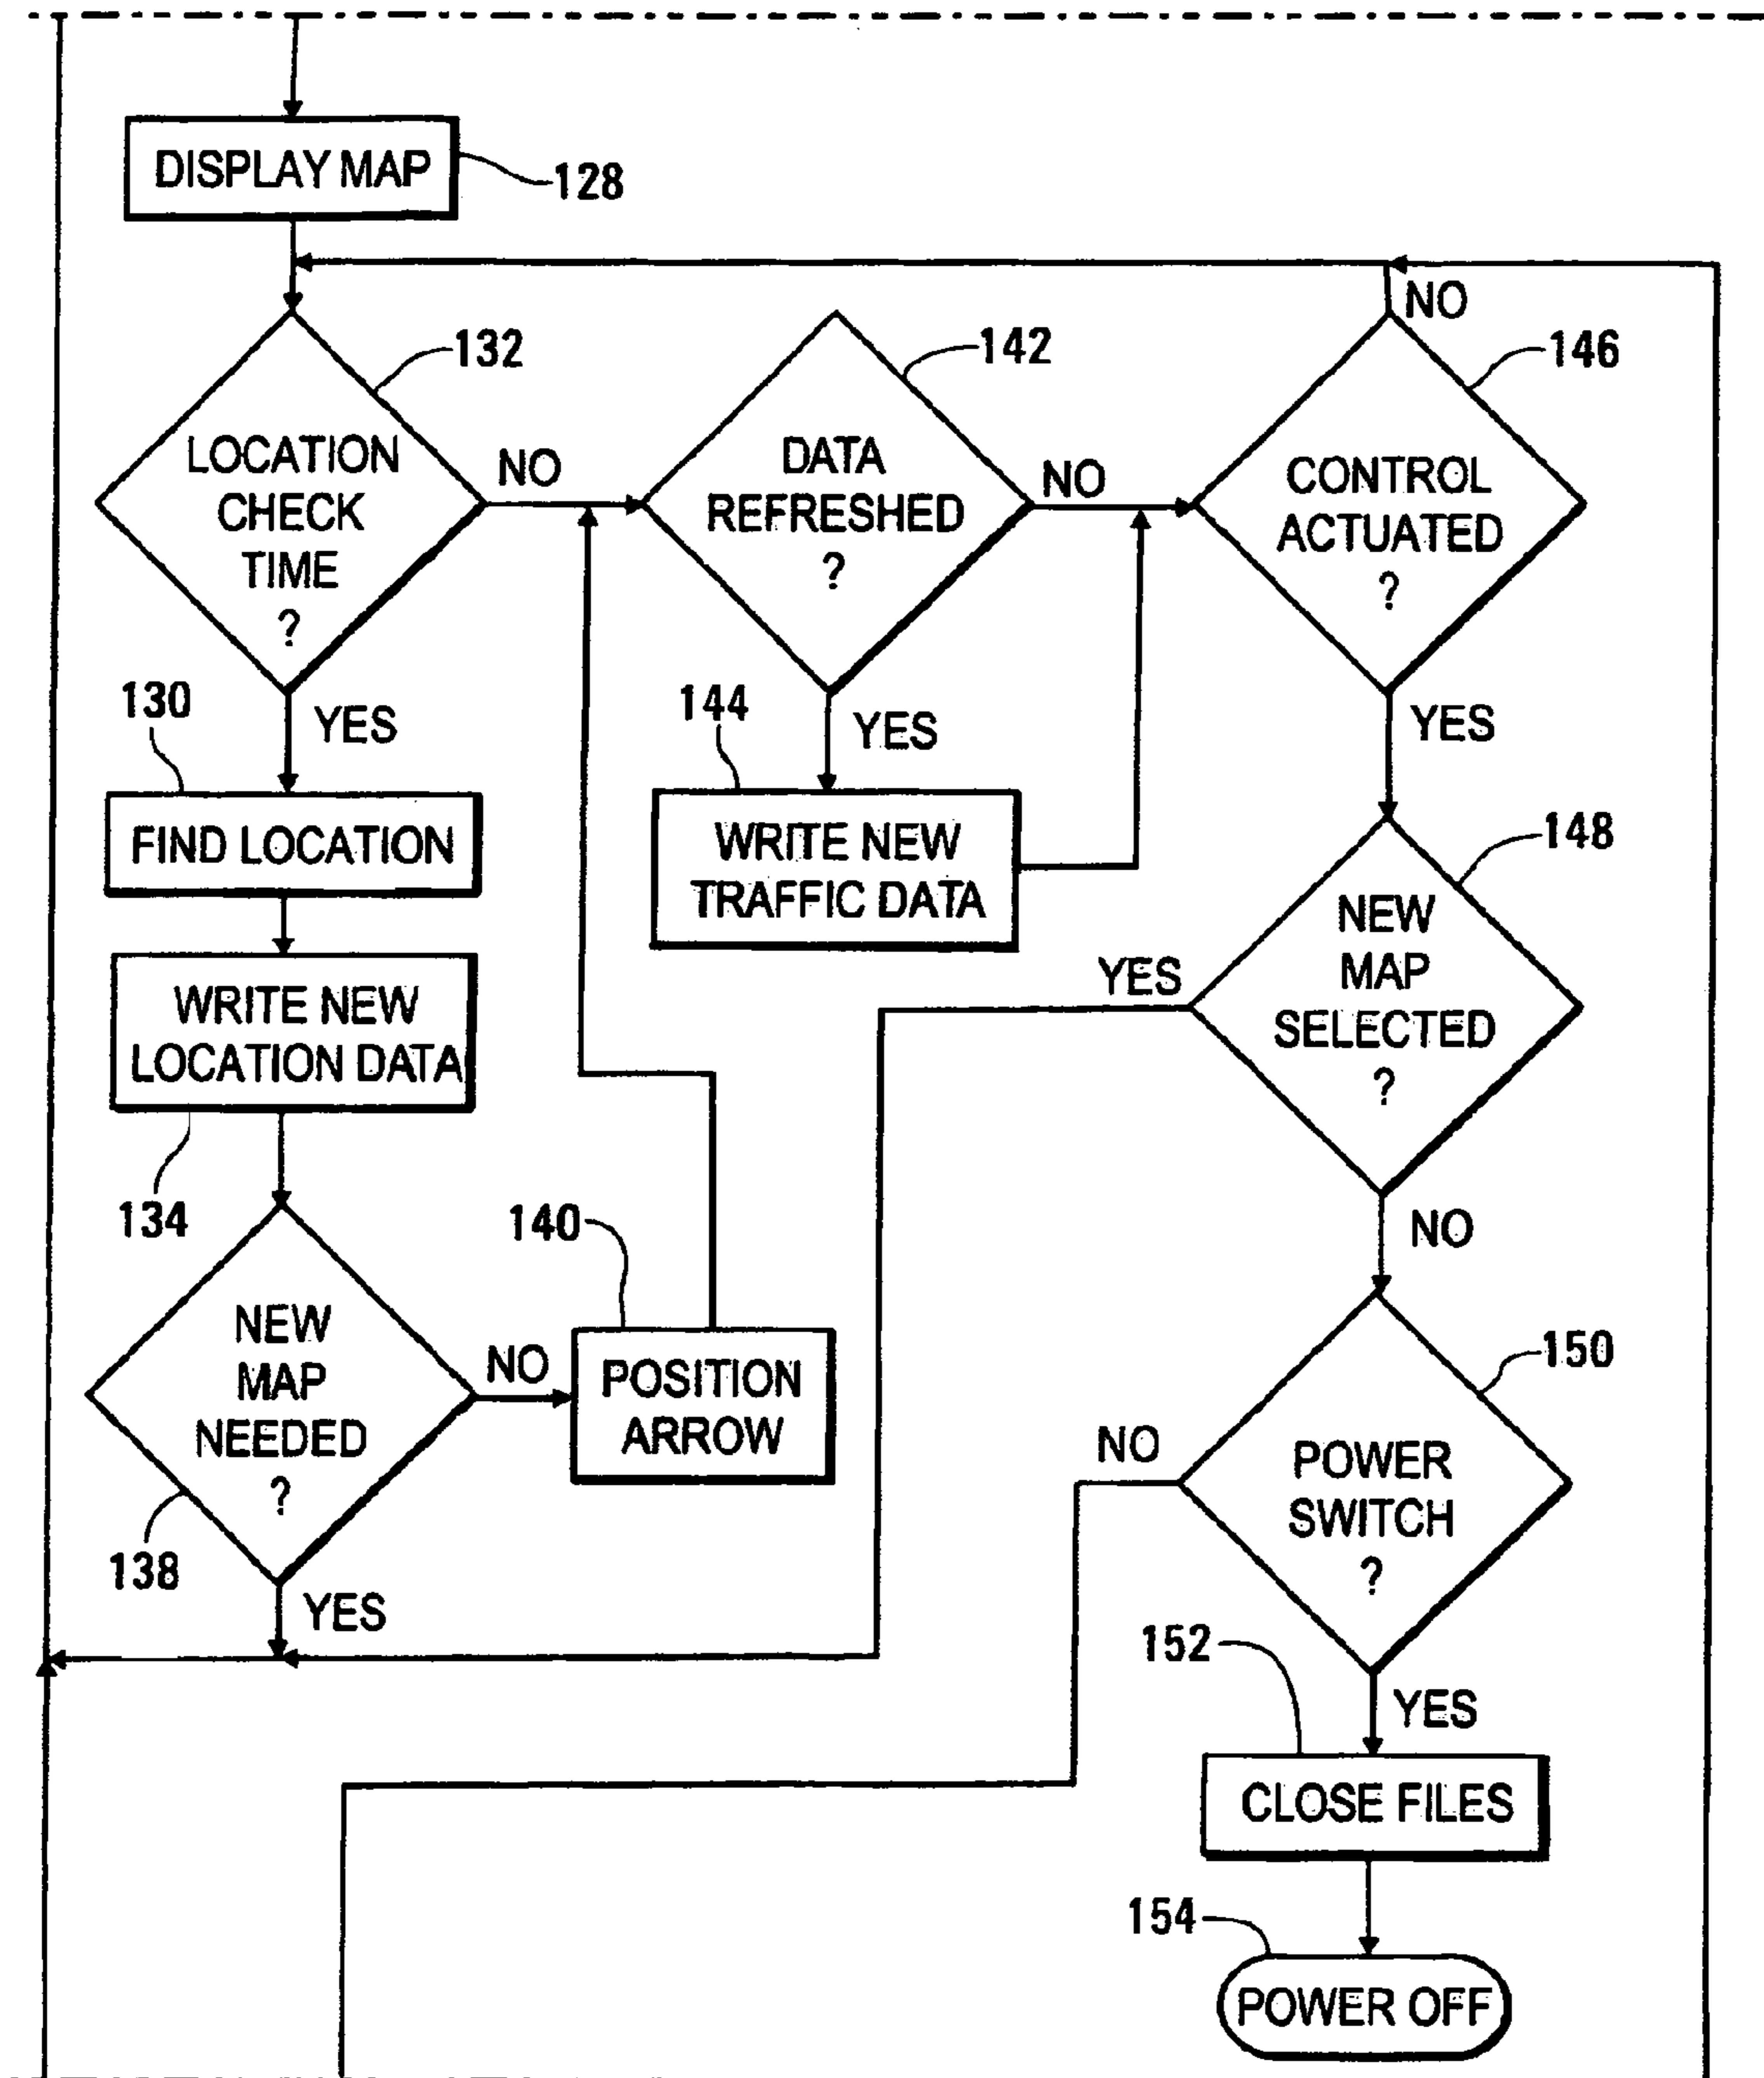 DISPLAY MAP
128
NO
132
142
146
LOCATION
CHECK
TIME
?
NO
DATA
REFRESHED
?
NO
CONTROL
ACTUATED
?
130
YES
144
YES
YES
FIND LOCATION
WRITE NEW
TRAFFIC DATA
148
NEW
MAP
SELECTED
?
YES
WRITE NEW
LOCATION DATA
134
140
NO
NEW
MAP
NEEDED
?
NO
POSITION
ARROW
150
NO
POWER
SWITCH
?
138
YES
152
YES
CLOSE FILES
154
POWER OFF